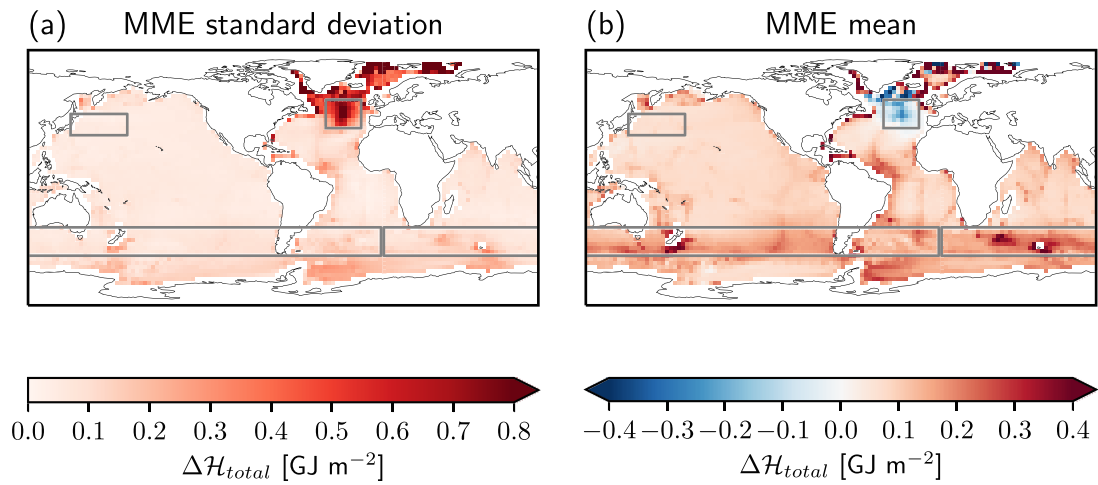 (a) MME standard deviation
(b) MME mean
0.0 0.1 0.2 0.3 0.4 0.5 0.6 0.7 0.8
−0.4 −0.3 −0.2 −0.1 0.0 0.1 0.2 0.3 0.4
Δℋ_total [GJ m⁻²]
Δℋ_total [GJ m⁻²]